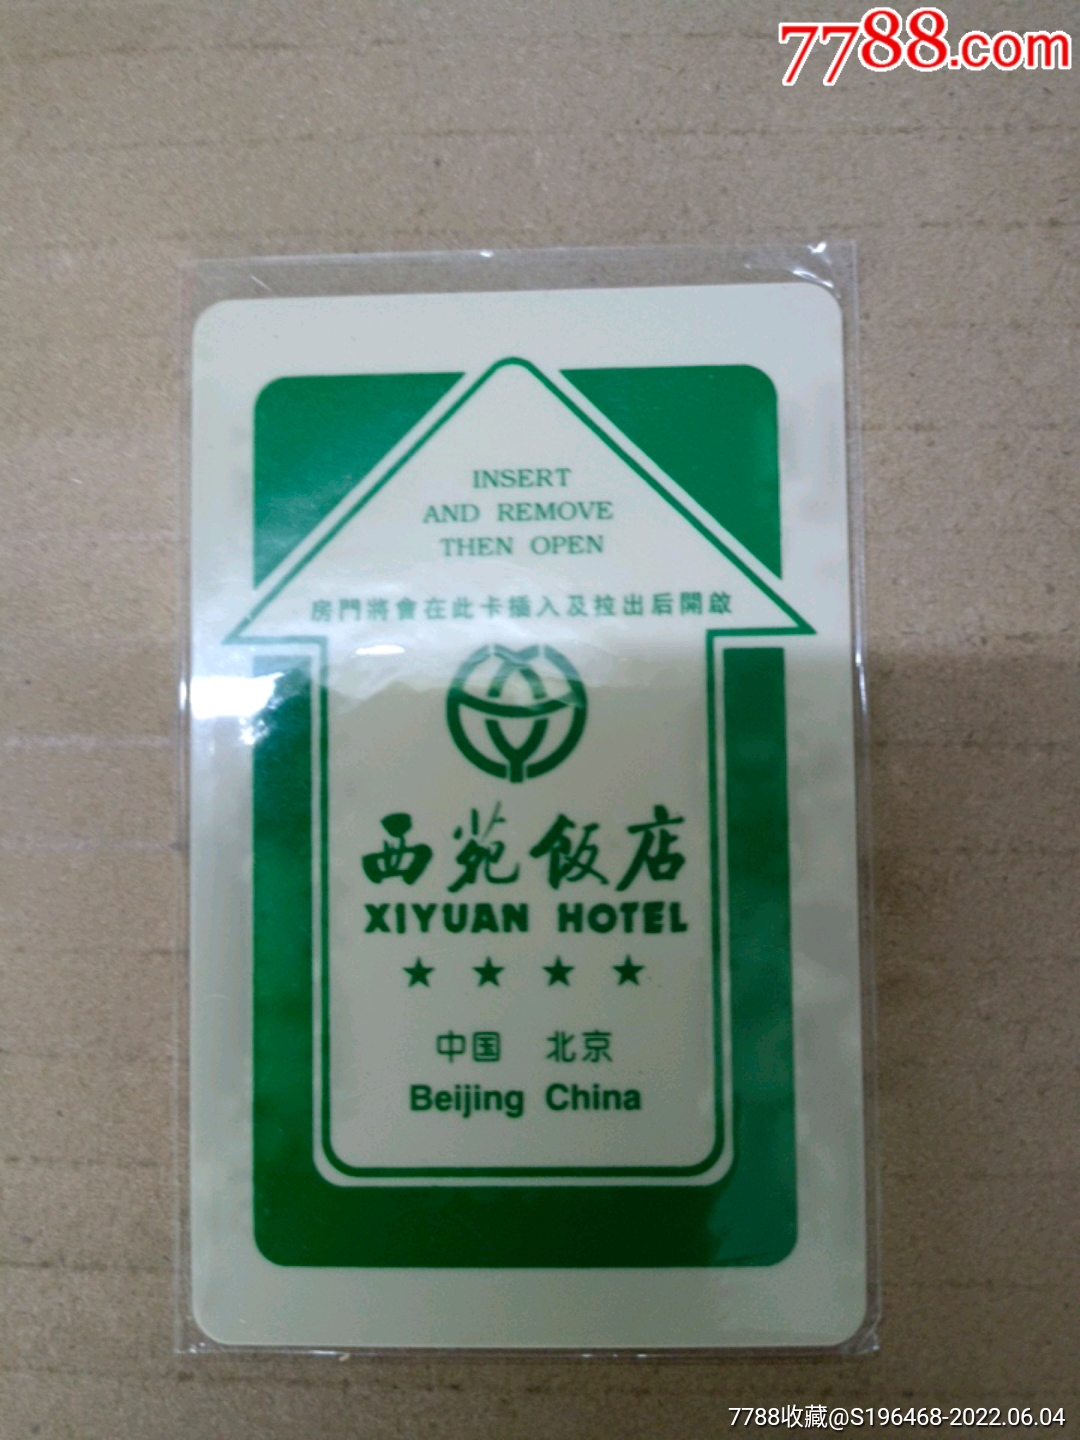 7788.com
INSERT
AND REMOVE
THEN OPEN
房門將會在此卡插入及拉出后開啟
西苑飯店
XIYUAN HOTEL
★ ★ ★ ★
中国 北京
Beijing China
7788收藏@S196468-2022.06.04